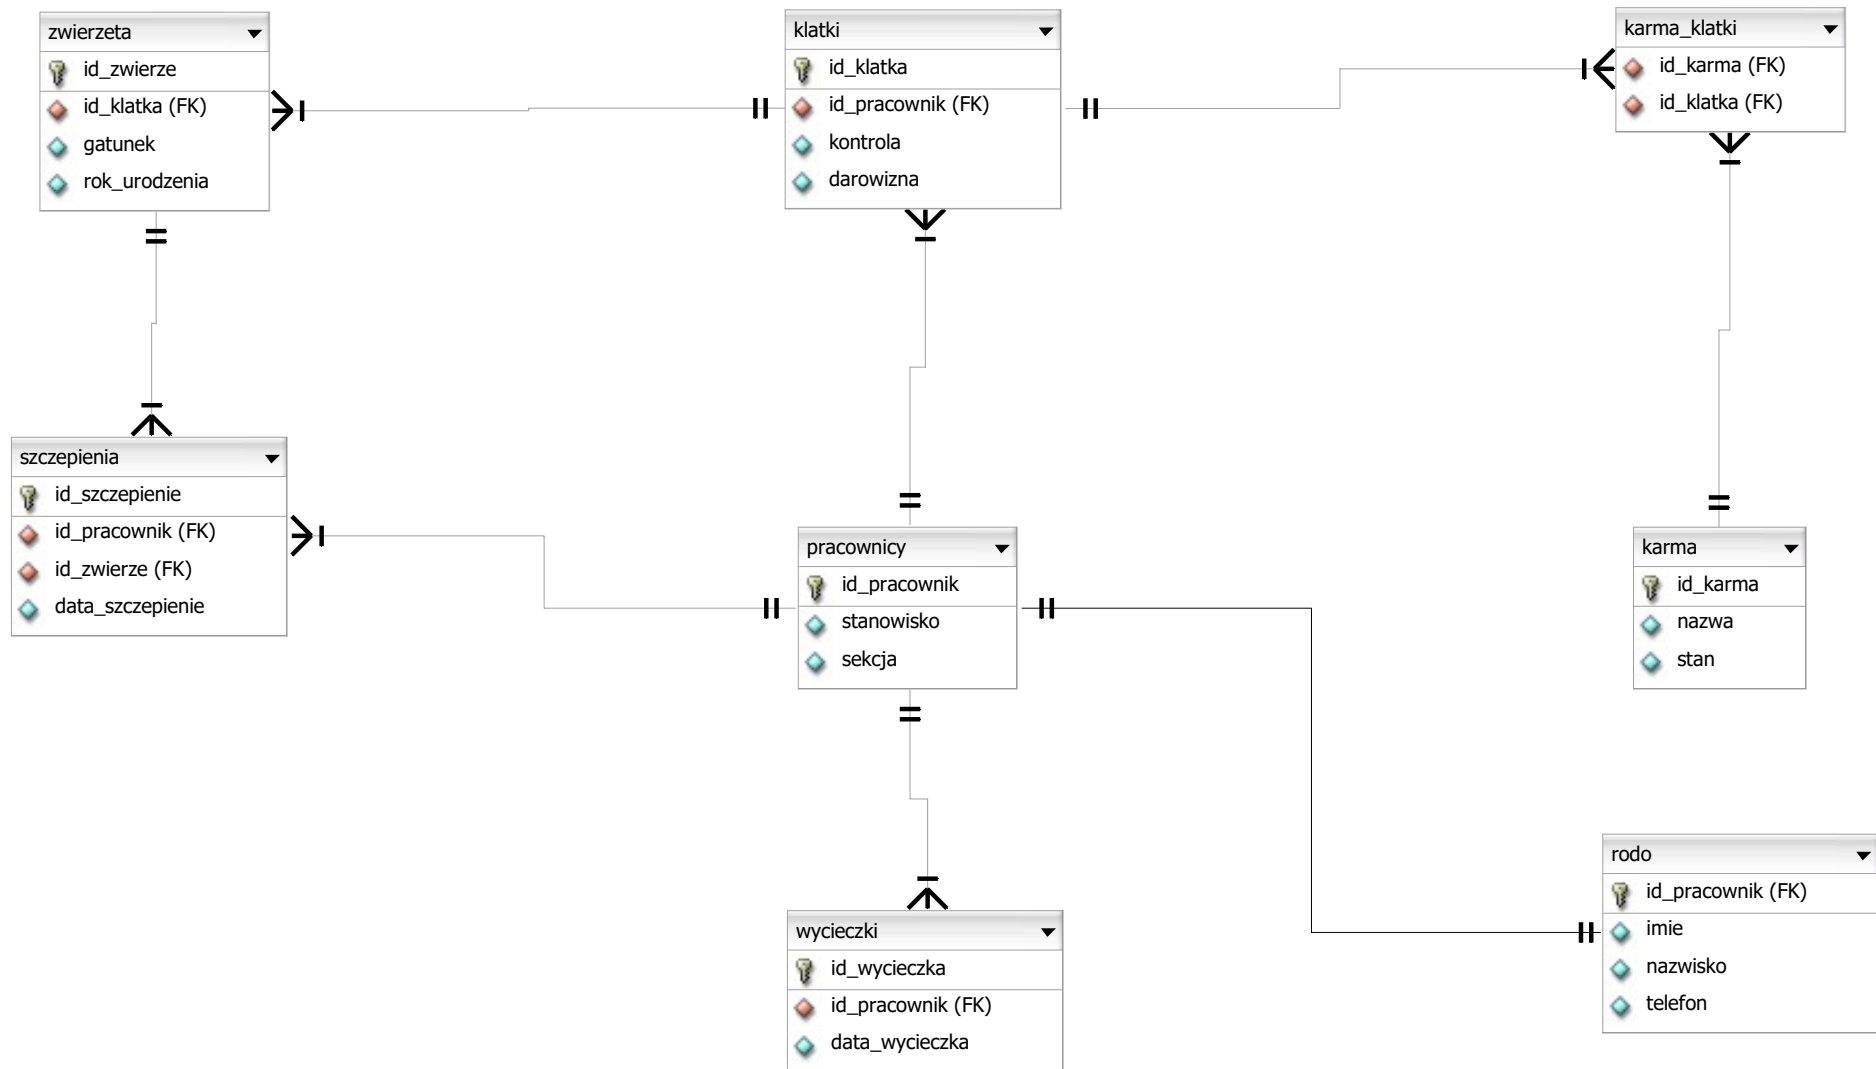 zwierzeta
id_zwierze
id_klatka (FK)
gatunek
rok_urodzenia
klatki
id_klatka
id_pracownik (FK)
kontrola
darowizna
karma_klatki
id_karma (FK)
id_klatka (FK)
szczepienia
id_szczepienie
id_pracownik (FK)
id_zwierze (FK)
data_szczepienie
pracownicy
id_pracownik
stanowisko
sekcja
karma
id_karma
nazwa
stan
wycieczki
id_wycieczka
id_pracownik (FK)
data_wycieczka
rodo
id_pracownik (FK)
imie
nazwisko
telefon